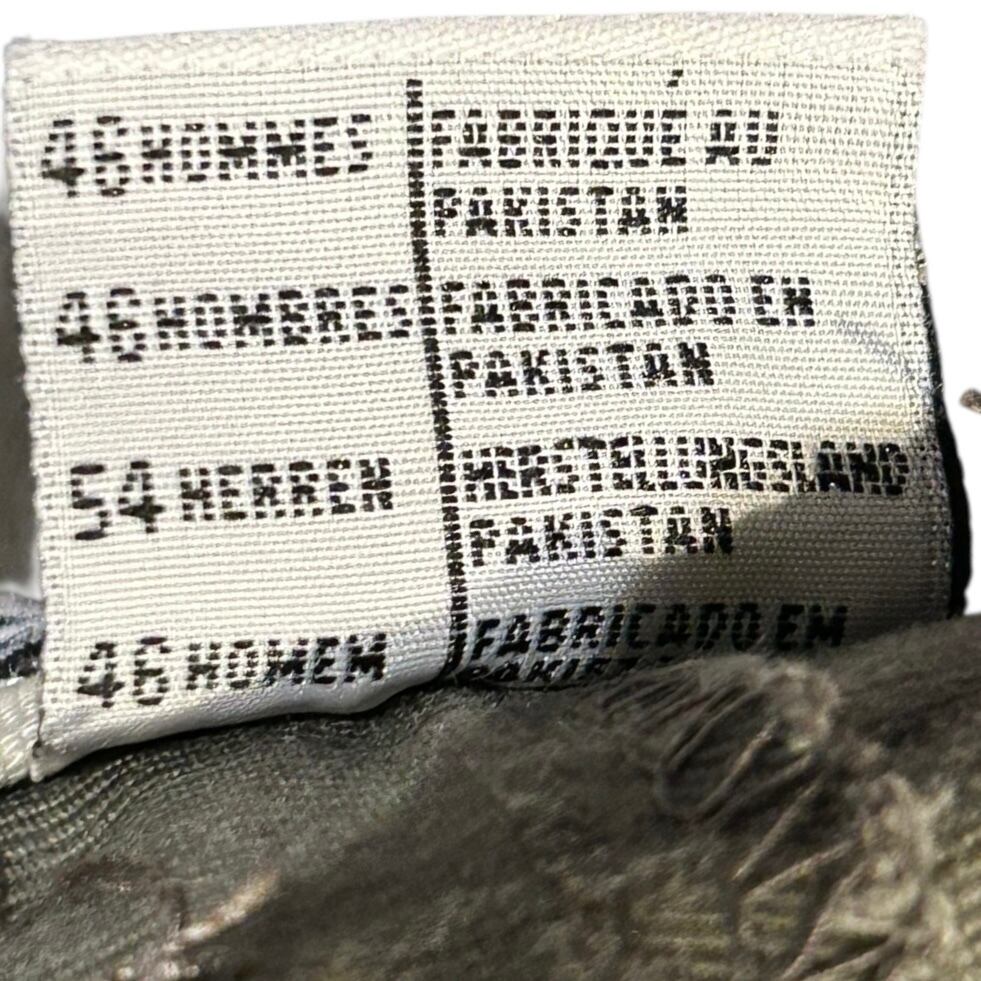 46 HOMMES
FABRIQUÉ AU
PAKISTAN
46 HOMBRES
FABRICADO EN
PAKISTAN
54 HERREN
HERSTELLUNGSLAND
PAKISTAN
46 HOMEM
FABRICADO EM